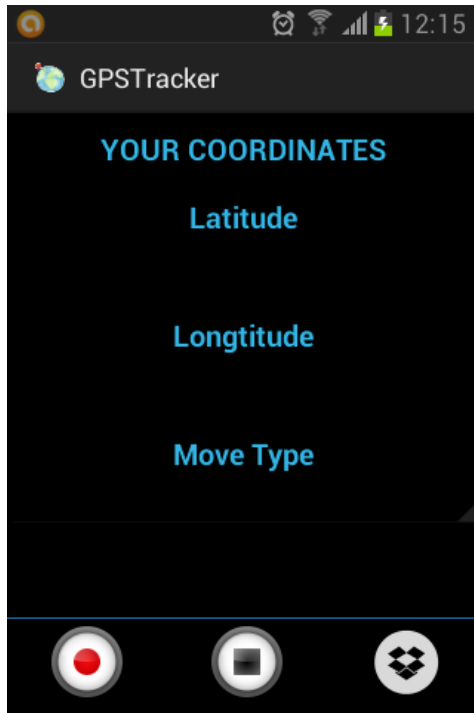 12:15
GPSTracker
YOUR COORDINATES
Latitude
Longtitude
Move Type